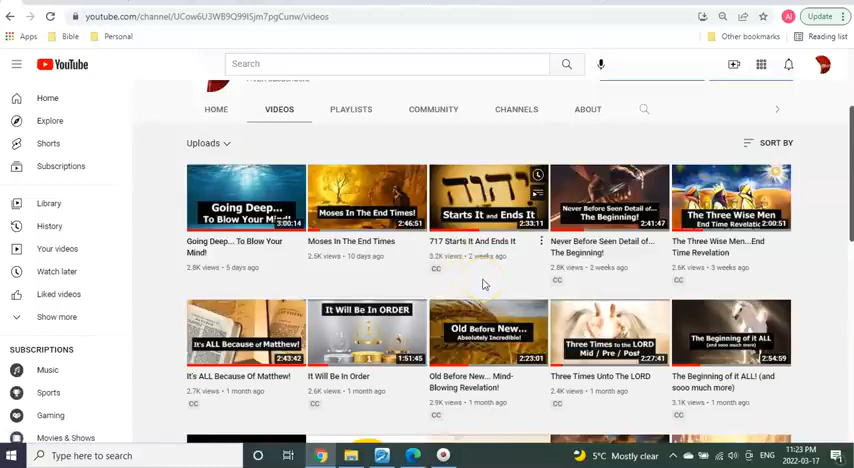 youtube.com/channel/UCow6U3WB9Q99ISjm7pgCunw/videos
Update
Apps
Bible
Personal
Other bookmarks
Reading list
YouTube
Search
HOME
VIDEOS
PLAYLISTS
COMMUNITY
CHANNELS
ABOUT
Home
Explore
Shorts
Subscriptions
Library
History
Your videos
Watch later
Liked videos
Show more
SUBSCRIPTIONS
Music
Sports
Gaming
Movies & Shows
Uploads
SORT BY
Going Deep...
To Blow Your Mind!
3:00:14
Going Deep... To Blow Your
Mind!
2.8K views • 5 days ago
Moses In The End Times!
2:46:51
Moses In The End Times
2.5K views • 10 days ago
יהוה
Starts It and Ends It
2:33:11
717 Starts It And Ends It
3.2K views • 2 weeks ago
CC
Never Before Seen Detail of...
The Beginning!
2:41:47
Never Before Seen Detail of...
The Beginning!
2.8K views • 2 weeks ago
CC
The Three Wise Men
End Time Revelation
2:00:51
The Three Wise Men...End
Time Revelation
2.6K views • 3 weeks ago
CC
It's ALL Because of Matthew!
2:43:42
It's ALL Because Of Matthew!
2.7K views • 1 month ago
CC
It Will Be In ORDER
1
1:51:45
It Will Be In Order
2.6K views • 1 month ago
CC
Old Before New...
Absolutely Incredible!
2:23:01
Old Before New... Mind-
Blowing Revelation!
2.9K views • 1 month ago
CC
Three Times to the LORD
Mid / Pre / Post
2:27:41
Three Times Unto The LORD
2.4K views • 1 month ago
CC
The Beginning of it ALL
(and sooo much more)
2:54:59
The Beginning of it ALL! (and
sooo much more)
3.1K views • 1 month ago
CC
Type here to search
5°C Mostly clear
ENG
11:23 PM
2022-03-17